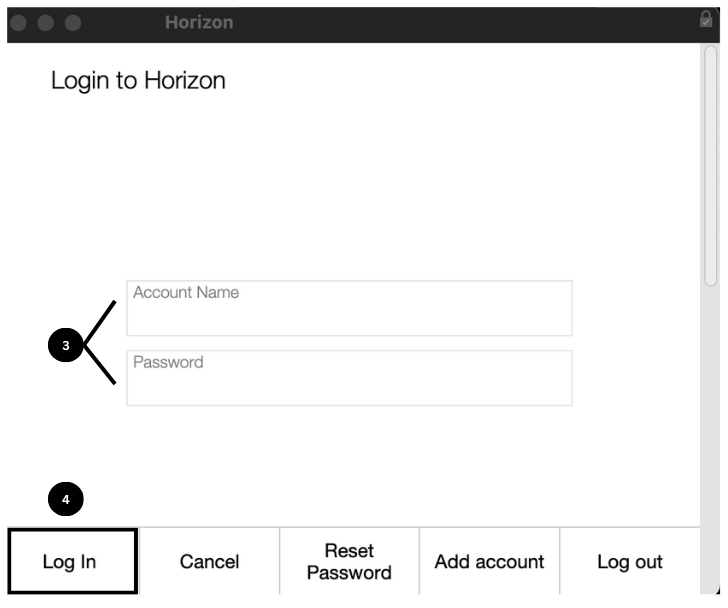 Horizon
Login to Horizon
Account Name
3
Password
4
Log In
Cancel
Reset
Password
Add account
Log out